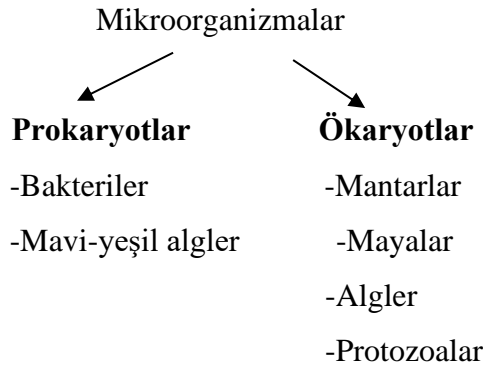 Mikroorganizmalar
Prokaryotlar
-Bakteriler
-Mavi-yeşil algler
Ökaryotlar
-Mantarlar
-Mayalar
-Algler
-Protozoalar